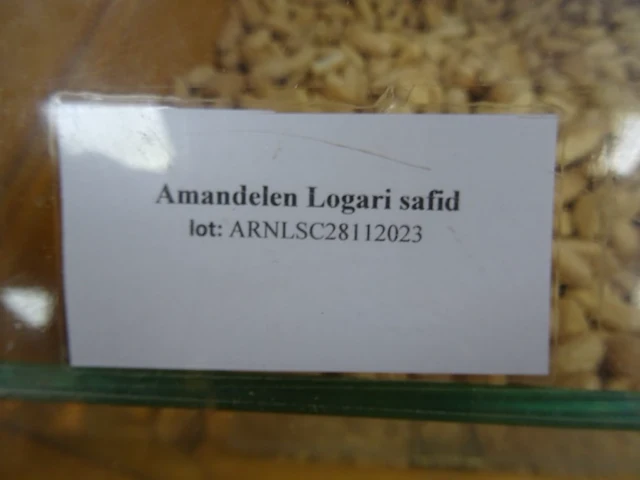 Amandelen Logari safid
lot: ARNLSC28112023